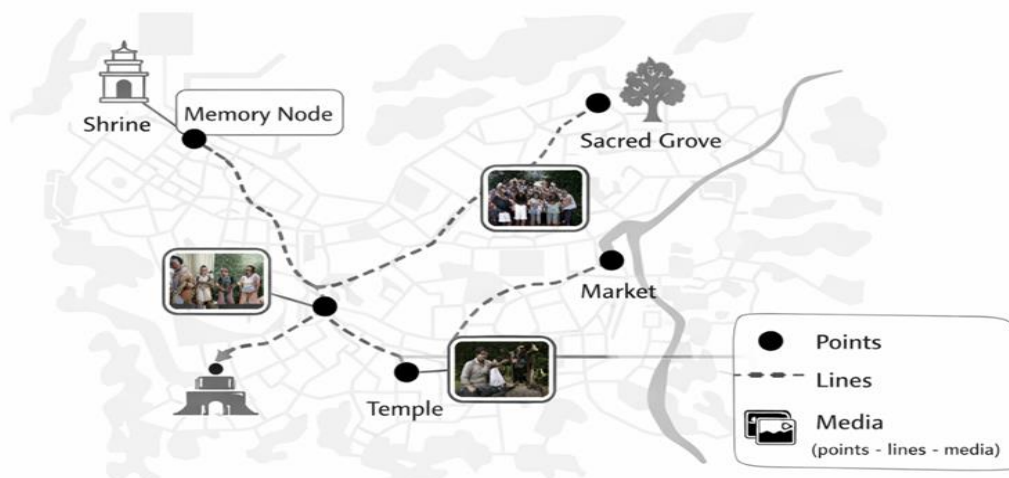 Shrine
Memory Node
Sacred Grove
Market
Temple
Points
Lines
Media
(points - lines - media)